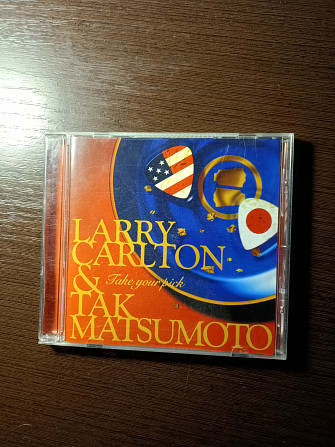 LARRY
CARLTON
& Take your pick
TAK
MATSUMOTO